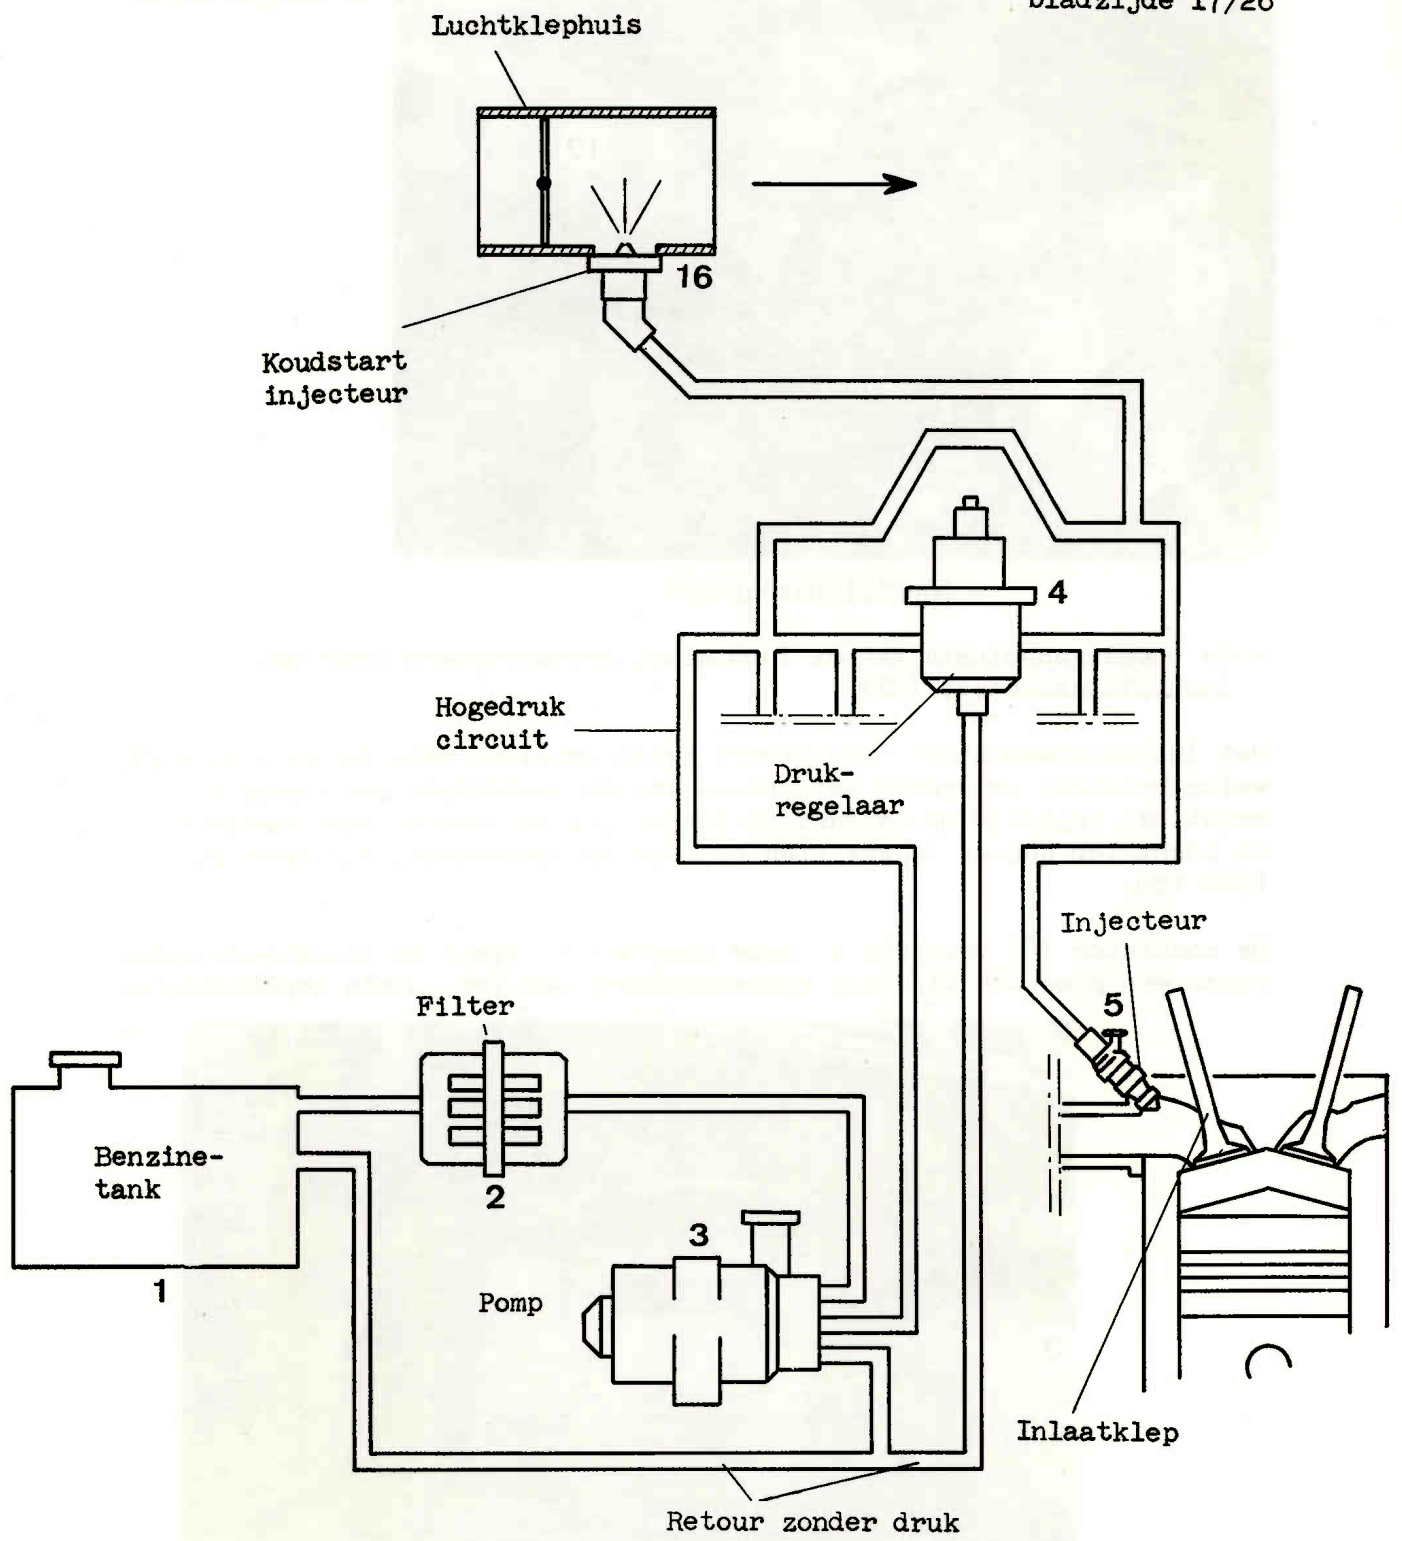 bladzijde 17/26
Luchtklephuis
16
Koudstart
injecteur
4
Hogedruk
circuit
Druk-
regelaar
Injecteur
5
Filter
2
Benzine-
tank
1
3
Pomp
Inlaatklep
Retour zonder druk